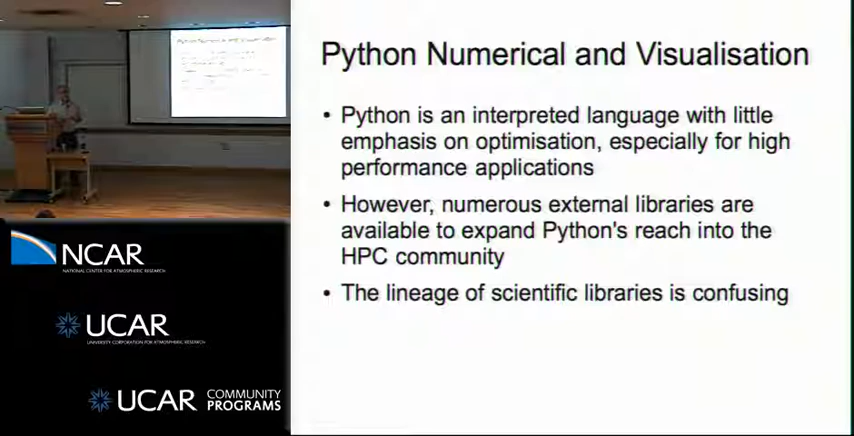 Python Numerical and Visualisation
• Python is an interpreted language with little
emphasis on optimisation, especially for high
performance applications
• However, numerous external libraries are
available to expand Python's reach into the
HPC community
• The lineage of scientific libraries is confusing
NCAR
NATIONAL CENTER FOR ATMOSPHERIC RESEARCH
UCAR
UNIVERSITY CORPORATION FOR ATMOSPHERIC RESEARCH
UCAR COMMUNITY
PROGRAMS